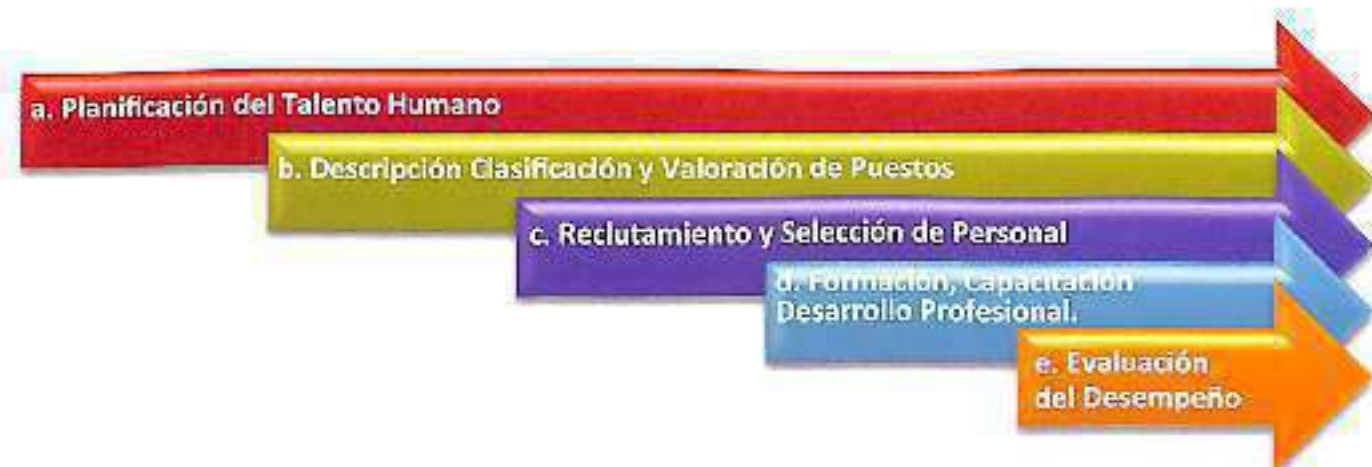 a. Planificación del Talento Humano
b. Descripción Clasificación y Valoración de Puestos
c. Reclutamiento y Selección de Personal
d. Formación, Capacitación
Desarrollo Profesional.
e. Evaluación
del Desempeño